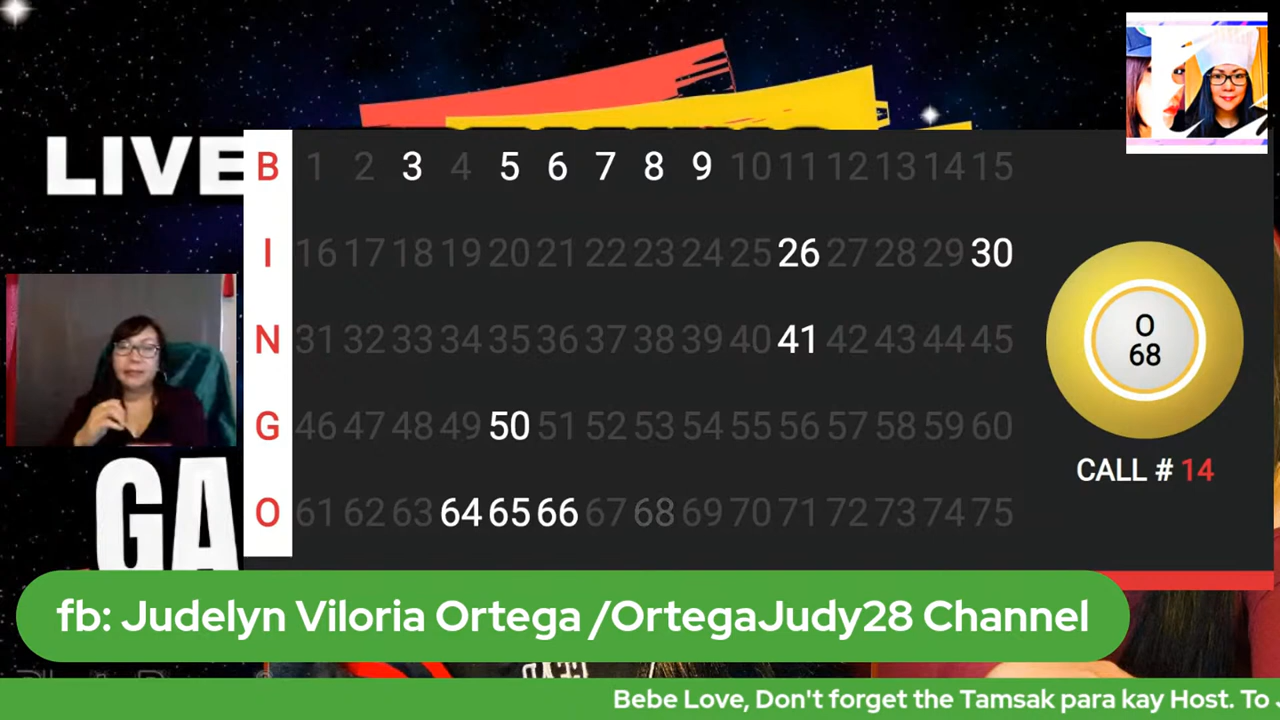 LIVE
B 1 2 3 4 5 6 7 8 9 10 11 12 13 14 15
I 16 17 18 19 20 21 22 23 24 25 26 27 28 29 30
N 31 32 33 34 35 36 37 38 39 40 41 42 43 44 45
G 46 47 48 49 50 51 52 53 54 55 56 57 58 59 60
O 61 62 63 64 65 66 67 68 69 70 71 72 73 74 75
O
68
CALL # 14
GA
fb: Judelyn Viloria Ortega /OrtegaJudy28 Channel
Bebe Love, Don't forget the Tamsak para kay Host. To